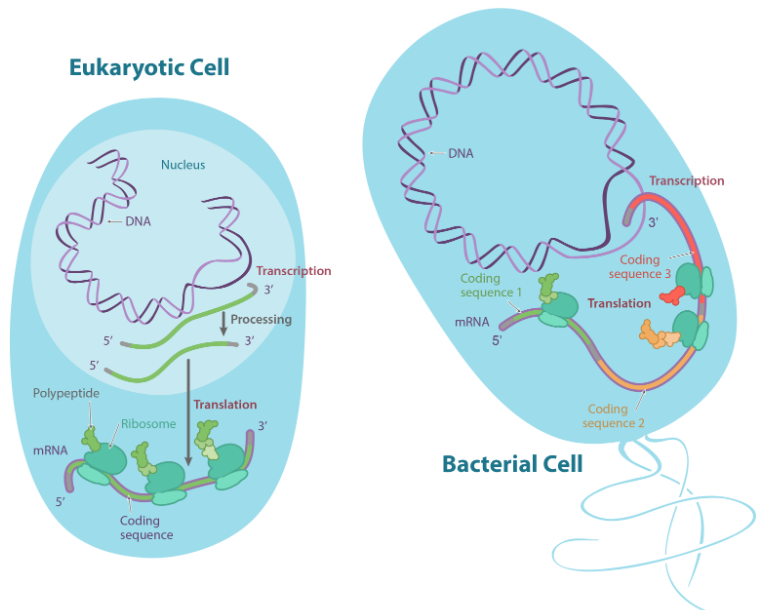 Eukaryotic Cell
Nucleus
DNA
Transcription
3’
Processing
5’
3’
5’
Polypeptide
Translation
Ribosome
3’
mRNA
5’
Coding
sequence
DNA
Transcription
3’
Coding
sequence 3
Coding
sequence 1
Translation
mRNA
5’
Coding
sequence 2
Bacterial Cell